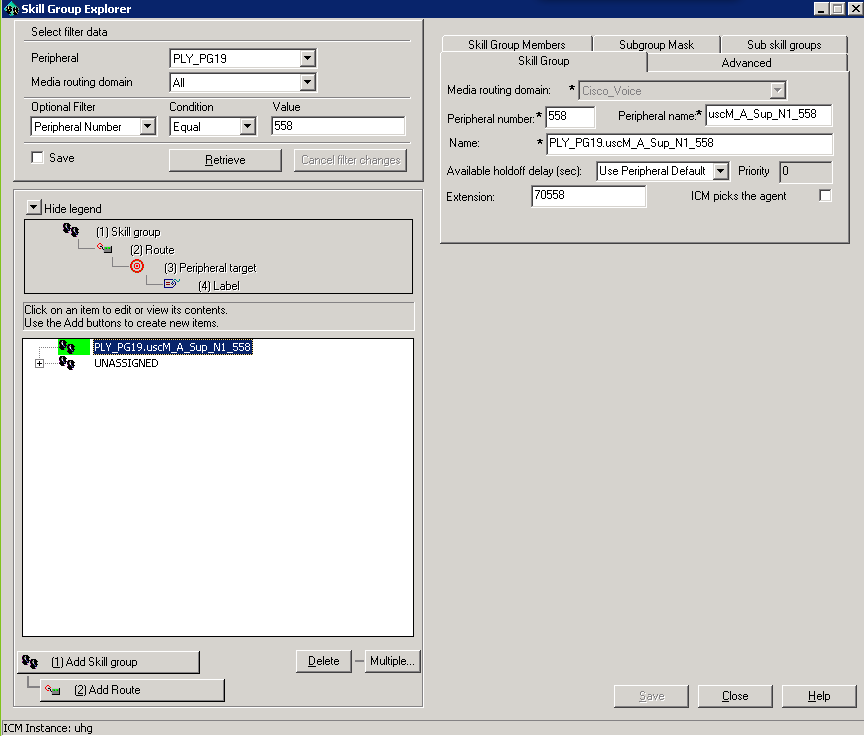 Skill Group Explorer
Select filter data
Peripheral PLY_PG19
Media routing domain All
Optional Filter Condition Value
Peripheral Number Equal 558
Save Retrieve Cancel filter changes
Hide legend
(1) Skill group
(2) Route
(3) Peripheral target
(4) Label
Click on an item to edit or view its contents.
Use the Add buttons to create new items.
PLY_PG19.uscM_A_Sup_N1_558
UNASSIGNED
(1) Add Skill group
Delete Multiple...
(2) Add Route
Skill Group Members Subgroup Mask Sub skill groups
Skill Group Advanced
Media routing domain: * Cisco_Voice
Peripheral number:* 558 Peripheral name:* uscM_A_Sup_N1_558
Name: * PLY_PG19.uscM_A_Sup_N1_558
Available holdoff delay (sec): Use Peripheral Default Priority 0
Extension: 70558 ICM picks the agent
Save Close Help
ICM Instance: uhg